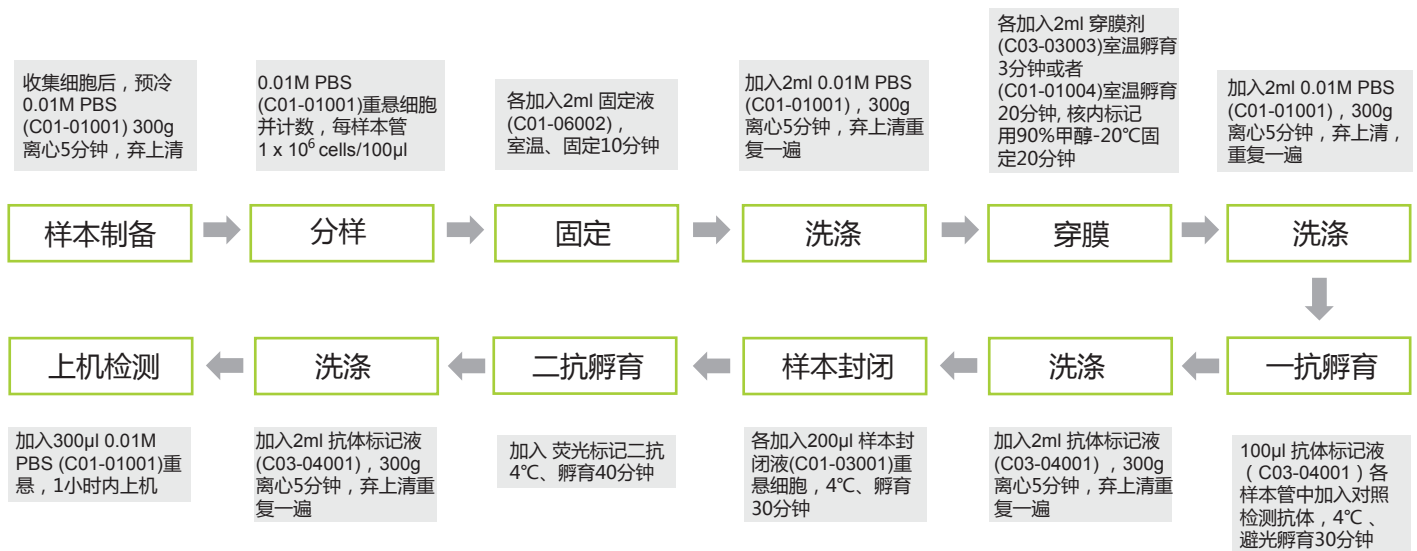 收集细胞后，预冷
0.01M PBS
(C01-01001) 300g
离心5分钟，弃上清
0.01M PBS
(C01-01001)重悬细胞
并计数，每样本管
1 x 10⁶ cells/100μl
各加入2ml 固定液
(C01-06002)，
室温、固定10分钟
加入2ml 0.01M PBS
(C01-01001)，300g
离心5分钟，弃上清重
复一遍
各加入2ml 穿膜剂
(C03-03003)室温孵育
3分钟或者
(C01-01004)室温孵育
20分钟, 核内标记
用90%甲醇-20℃固
定20分钟
加入2ml 0.01M PBS
(C01-01001)，300g
离心5分钟，弃上清，
重复一遍
样本制备
分样
固定
洗涤
穿膜
洗涤
上机检测
洗涤
二抗孵育
样本封闭
洗涤
一抗孵育
加入300μl 0.01M
PBS (C01-01001)重
悬，1小时内上机
加入2ml 抗体标记液
(C03-04001)，300g
离心5分钟，弃上清重
复一遍
加入 荧光标记二抗
4℃、孵育40分钟
各加入200μl 样本封
闭液(C01-03001)重
悬细胞，4℃、孵育
30分钟
加入2ml 抗体标记液
(C03-04001) ，300g
离心5分钟，弃上清重
复一遍
100μl 抗体标记液
（C03-04001）各
样本管中加入对照
检测抗体，4℃ 、
避光孵育30分钟